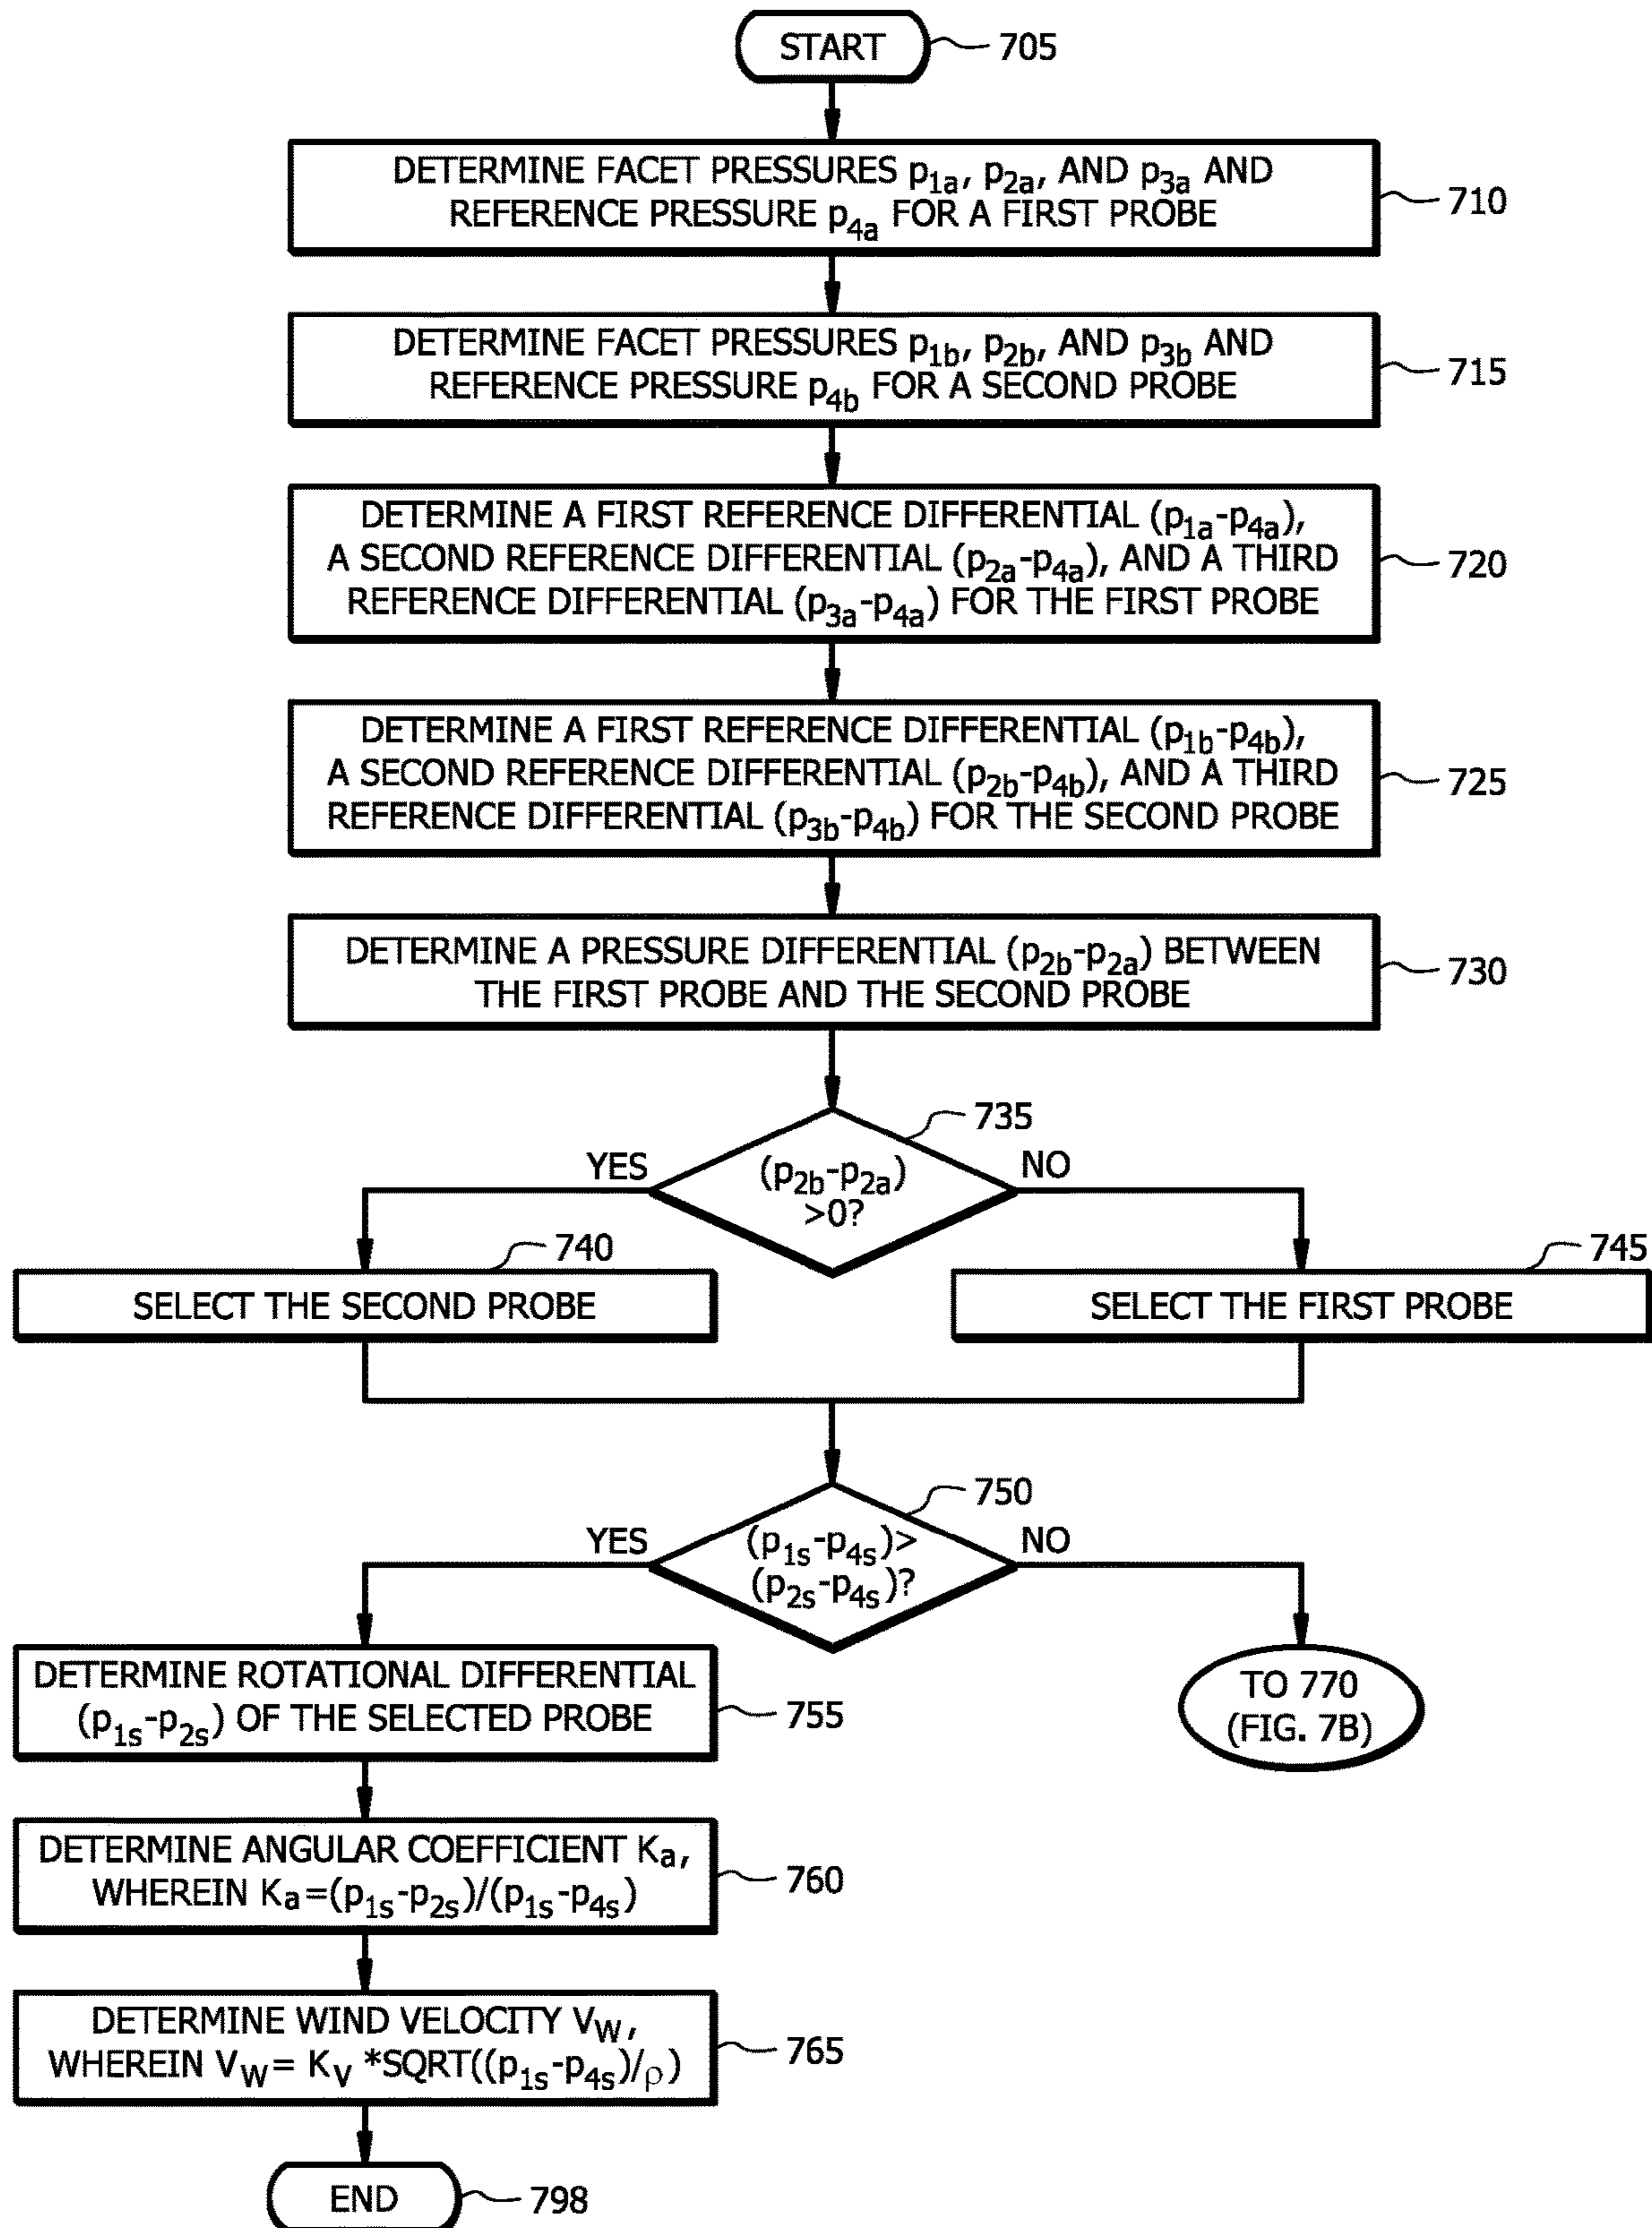 START
705
DETERMINE FACET PRESSURES p1a, p2a, AND p3a AND
REFERENCE PRESSURE p4a FOR A FIRST PROBE
710
DETERMINE FACET PRESSURES p1b, p2b, AND p3b AND
REFERENCE PRESSURE p4b FOR A SECOND PROBE
715
DETERMINE A FIRST REFERENCE DIFFERENTIAL (p1a-p4a),
A SECOND REFERENCE DIFFERENTIAL (p2a-p4a), AND A THIRD
REFERENCE DIFFERENTIAL (p3a-p4a) FOR THE FIRST PROBE
720
DETERMINE A FIRST REFERENCE DIFFERENTIAL (p1b-p4b),
A SECOND REFERENCE DIFFERENTIAL (p2b-p4b), AND A THIRD
REFERENCE DIFFERENTIAL (p3b-p4b) FOR THE SECOND PROBE
725
DETERMINE A PRESSURE DIFFERENTIAL (p2b-p2a) BETWEEN
THE FIRST PROBE AND THE SECOND PROBE
730
735
YES
(p2b-p2a)
>0?
NO
740
SELECT THE SECOND PROBE
745
SELECT THE FIRST PROBE
750
YES
(p1s-p4s)>
(p2s-p4s)?
NO
DETERMINE ROTATIONAL DIFFERENTIAL
(p1s-p2s) OF THE SELECTED PROBE
755
TO 770
(FIG. 7B)
DETERMINE ANGULAR COEFFICIENT Ka,
WHEREIN Ka=(p1s-p2s)/(p1s-p4s)
760
DETERMINE WIND VELOCITY VW,
WHEREIN VW= KV *SQRT((p1s-p4s)/ρ)
765
END
798